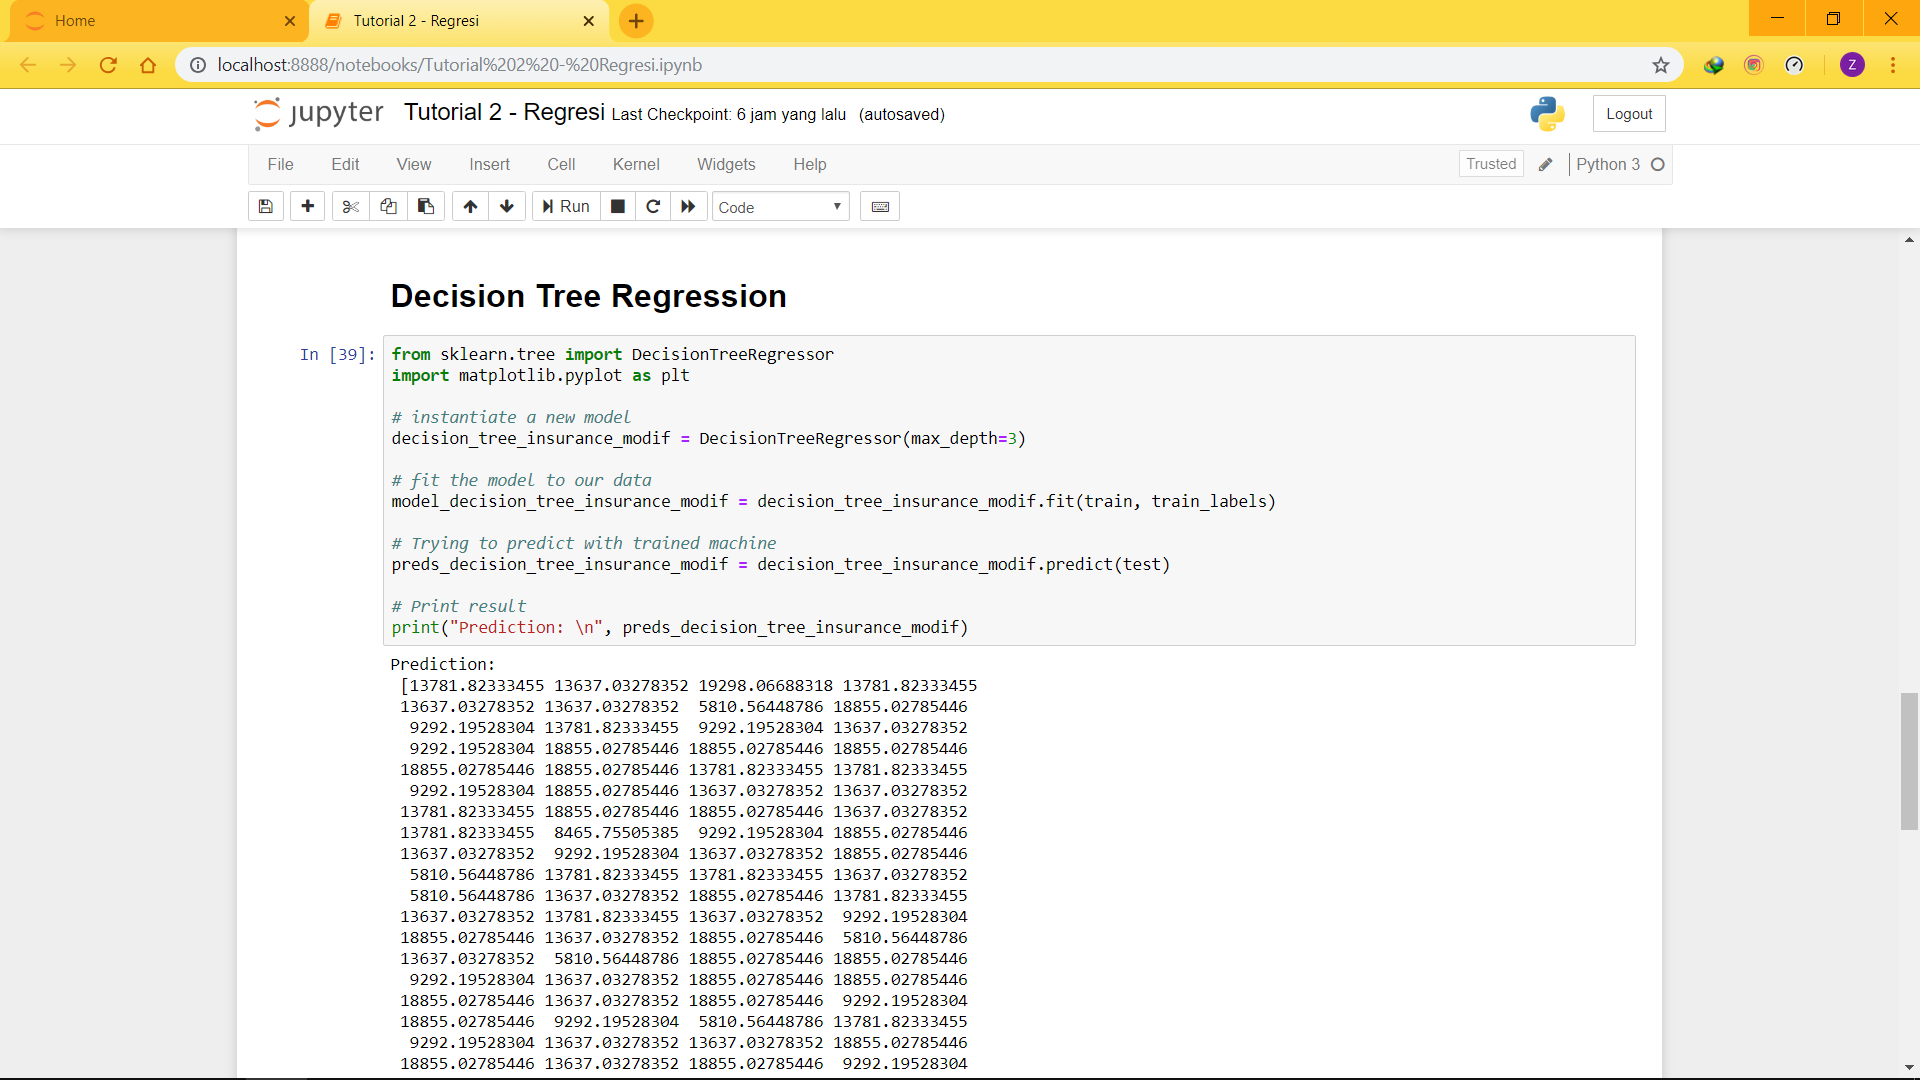 Home
Tutorial 2 - Regresi
localhost:8888/notebooks/Tutorial%202%20-%20Regresi.ipynb
Z
jupyter Tutorial 2 - Regresi Last Checkpoint: 6 jam yang lalu (autosaved)
Logout
File Edit View Insert Cell Kernel Widgets Help
Trusted
Python 3
Run
Code
Decision Tree Regression
In [39]:
from sklearn.tree import DecisionTreeRegressor
import matplotlib.pyplot as plt
# instantiate a new model
decision_tree_insurance_modif = DecisionTreeRegressor(max_depth=3)
# fit the model to our data
model_decision_tree_insurance_modif = decision_tree_insurance_modif.fit(train, train_labels)
# Trying to predict with trained machine
preds_decision_tree_insurance_modif = decision_tree_insurance_modif.predict(test)
# Print result
print("Prediction: \n", preds_decision_tree_insurance_modif)
Prediction:
[13781.82333455 13637.03278352 19298.06688318 13781.82333455
13637.03278352 13637.03278352 5810.56448786 18855.02785446
9292.19528304 13781.82333455 9292.19528304 13637.03278352
9292.19528304 18855.02785446 18855.02785446 18855.02785446
18855.02785446 18855.02785446 13781.82333455 13781.82333455
9292.19528304 18855.02785446 13637.03278352 13637.03278352
13781.82333455 18855.02785446 18855.02785446 13637.03278352
13781.82333455 8465.75505385 9292.19528304 18855.02785446
13637.03278352 9292.19528304 13637.03278352 18855.02785446
5810.56448786 13781.82333455 13781.82333455 13637.03278352
5810.56448786 13637.03278352 18855.02785446 13781.82333455
13637.03278352 13781.82333455 13637.03278352 9292.19528304
18855.02785446 13637.03278352 18855.02785446 5810.56448786
13637.03278352 5810.56448786 18855.02785446 18855.02785446
9292.19528304 13637.03278352 18855.02785446 18855.02785446
18855.02785446 13637.03278352 18855.02785446 9292.19528304
18855.02785446 9292.19528304 5810.56448786 13781.82333455
9292.19528304 13637.03278352 13637.03278352 18855.02785446
18855.02785446 13637.03278352 18855.02785446 9292.19528304